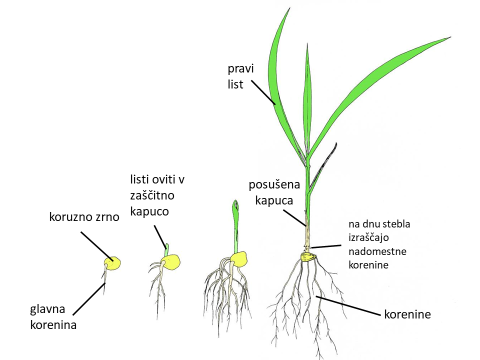 pravi
list
listi oviti v
zaščitno
kapuco
posušena
kapuca
koruzno zrno
na dnu stebla
izraščajo
nadomestne
korenine
glavna
korenina
korenine